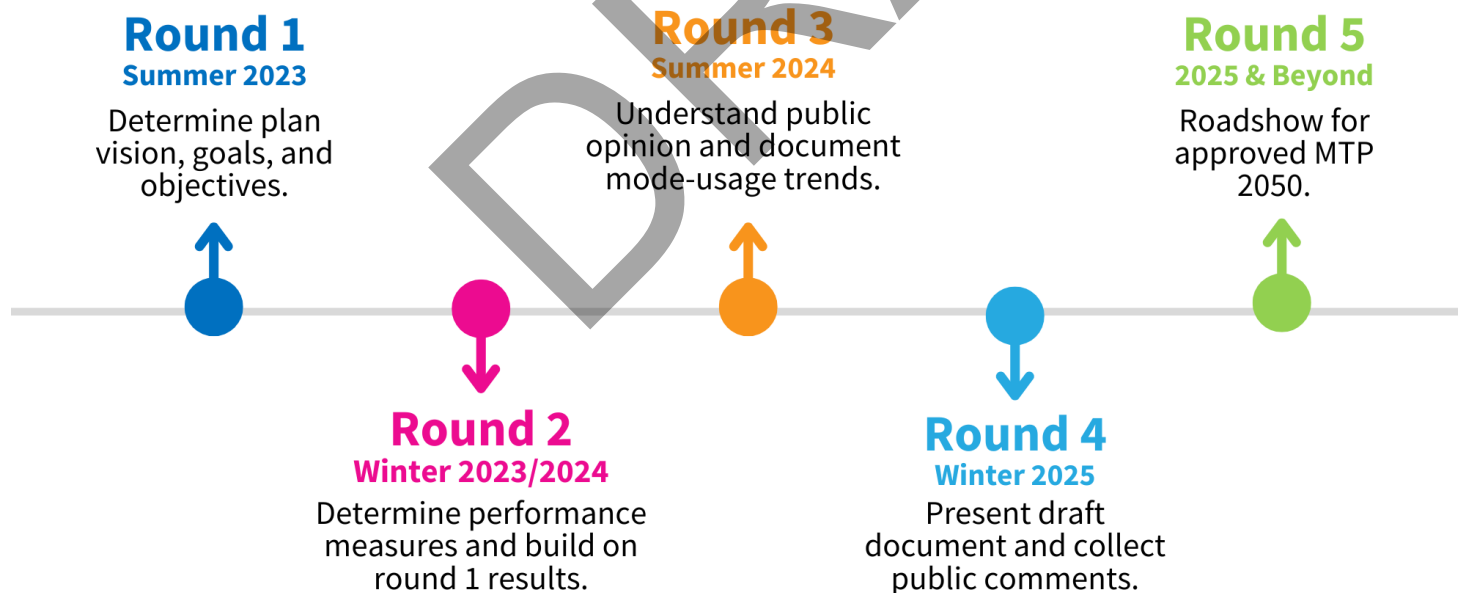 Round 1
Summer 2023
Determine plan
vision, goals, and
objectives.
Round 2
Winter 2023/2024
Determine performance
measures and build on
round 1 results.
Round 3
Summer 2024
Understand public
opinion and document
mode-usage trends.
Round 4
Winter 2025
Present draft
document and collect
public comments.
Round 5
2025 & Beyond
Roadshow for
approved MTP
2050.